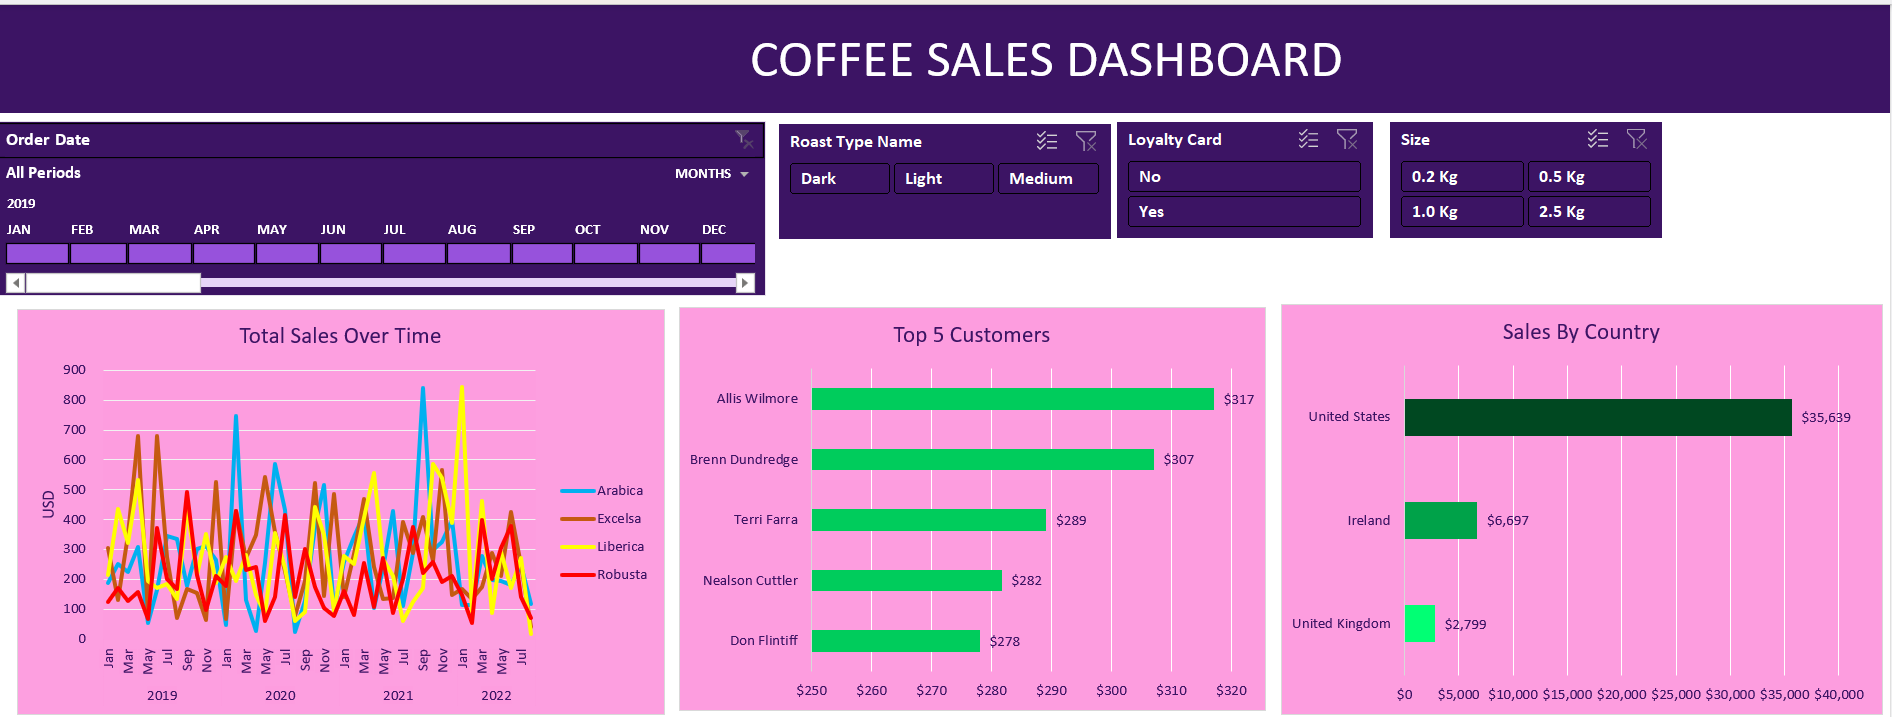 COFFEE SALES DASHBOARD
Order Date
All Periods
MONTHS
2019
JAN FEB MAR APR MAY JUN JUL AUG SEP OCT NOV DEC
Roast Type Name
Dark Light Medium
Loyalty Card
No
Yes
Size
0.2 Kg 0.5 Kg
1.0 Kg 2.5 Kg
Total Sales Over Time
USD
900
800
700
600
500
400
300
200
100
0
Jan Mar May Jul Sep Nov Jan Mar May Jul Sep Nov Jan Mar May Jul Sep Nov Jan Mar May Jul
2019 2020 2021 2022
Arabica
Excelsa
Liberica
Robusta
Top 5 Customers
Allis Wilmore $317
Brenn Dundredge $307
Terri Farra $289
Nealson Cuttler $282
Don Flintiff $278
$250 $260 $270 $280 $290 $300 $310 $320
Sales By Country
United States $35,639
Ireland $6,697
United Kingdom $2,799
$0 $5,000 $10,000 $15,000 $20,000 $25,000 $30,000 $35,000 $40,000